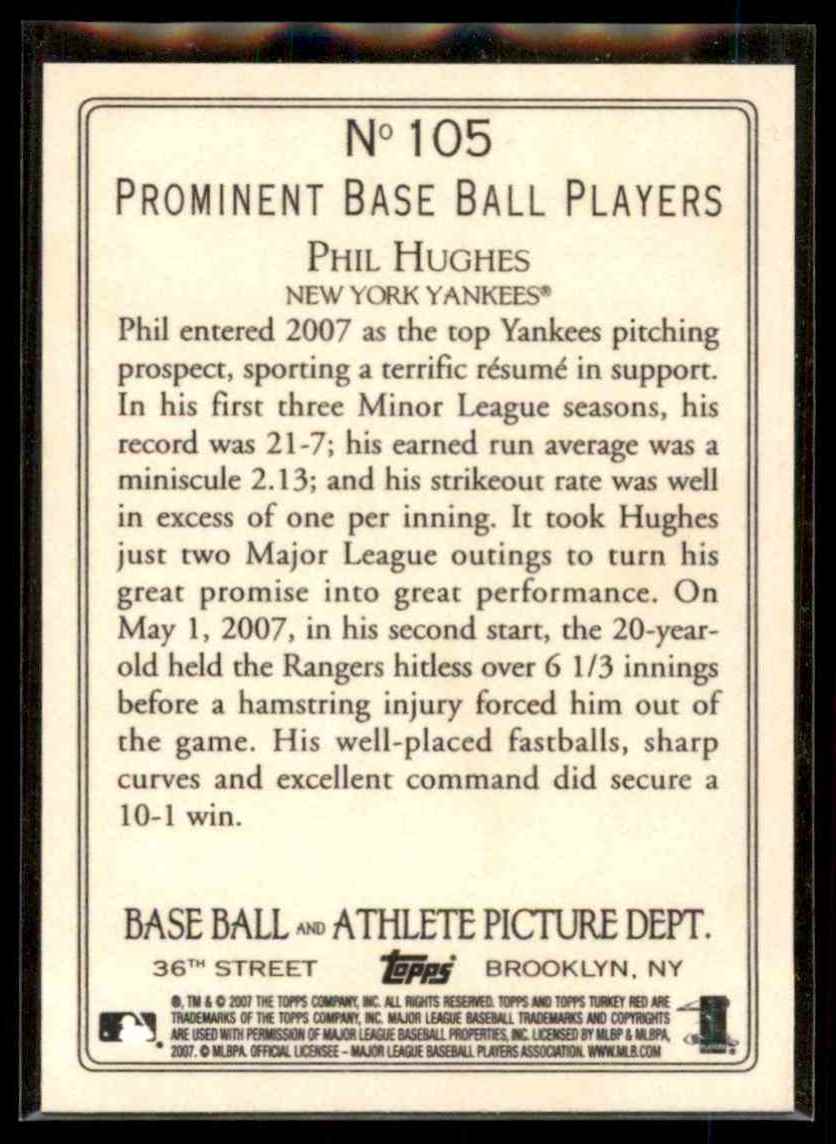 Nº 105
PROMINENT BASE BALL PLAYERS
PHIL HUGHES
NEW YORK YANKEES®
Phil entered 2007 as the top Yankees pitching
prospect, sporting a terrific résumé in support.
In his first three Minor League seasons, his
record was 21-7; his earned run average was a
miniscule 2.13; and his strikeout rate was well
in excess of one per inning. It took Hughes
just two Major League outings to turn his
great promise into great performance. On
May 1, 2007, in his second start, the 20-year-
old held the Rangers hitless over 6 1/3 innings
before a hamstring injury forced him out of
the game. His well-placed fastballs, sharp
curves and excellent command did secure a
10-1 win.
BASE BALL AND ATHLETE PICTURE DEPT.
36TH STREET Topps BROOKLYN, NY
®, TM & © 2007 THE TOPPS COMPANY, INC. ALL RIGHTS RESERVED. TOPPS AND TOPPS TURKEY RED ARE
TRADEMARKS OF THE TOPPS COMPANY, INC. MAJOR LEAGUE BASEBALL TRADEMARKS AND COPYRIGHTS
ARE USED WITH PERMISSION OF MAJOR LEAGUE BASEBALL PROPERTIES, INC. LICENSED BY MLBP & MLBPA,
2007. © MLBPA. OFFICIAL LICENSEE – MAJOR LEAGUE BASEBALL PLAYERS ASSOCIATION. WWW.MLB.COM